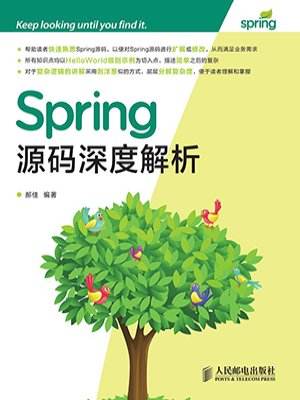 Keep looking until you find it.
spring
帮助读者快速熟悉Spring源码，以便对Spring源码进行扩展或修改，从而满足业务需求
所有知识点均以HelloWorld级别示例为切入点，描述简单之后的复杂
对于复杂逻辑的讲解采用剥洋葱似的方式，层层分解复杂度，便于读者理解和掌握
Spring
源码深度解析
郝佳 编著
人民邮电出版社
POSTS & TELECOM PRESS